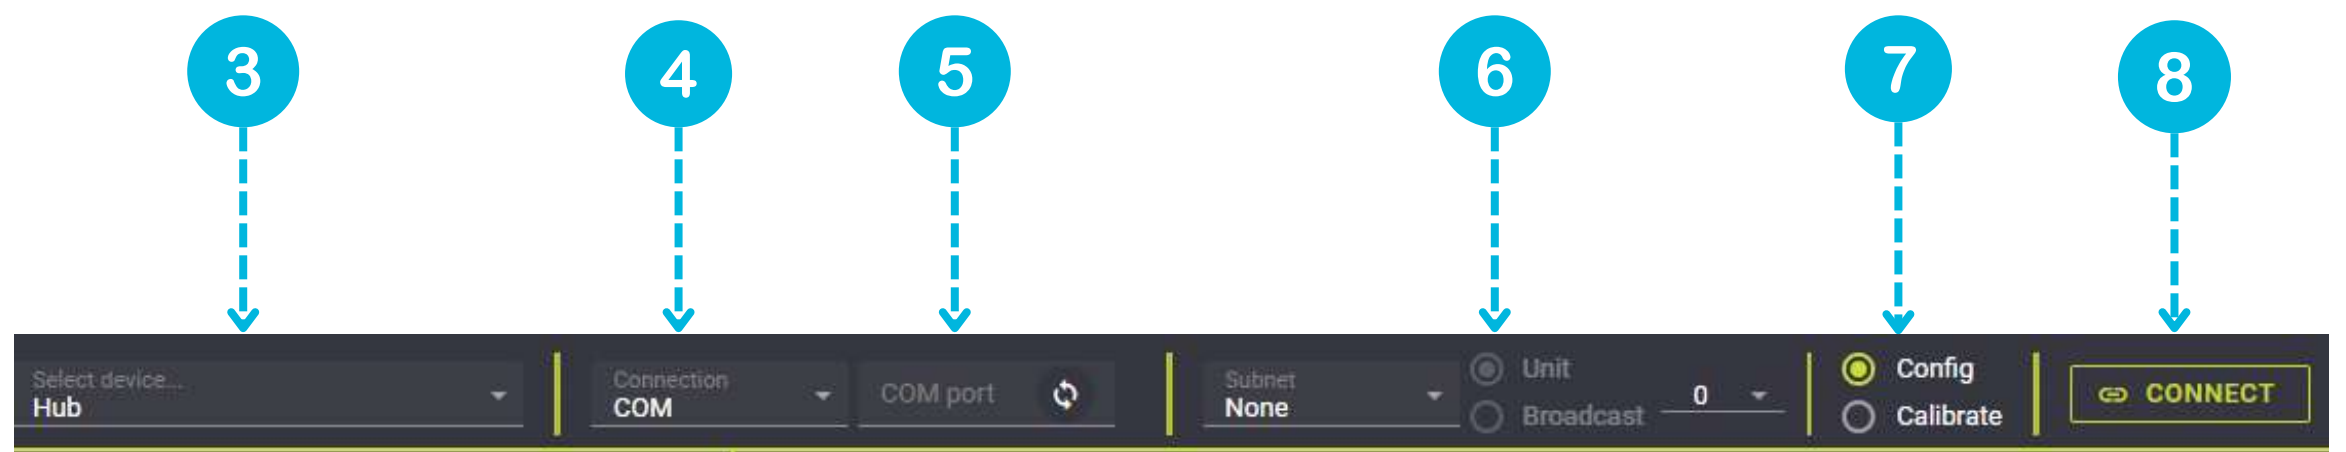 3 4 5 6 7 8
Select device...
Hub
Connection
COM
COM port
Subnet
None
Unit
Broadcast
0
Config
Calibrate
CONNECT